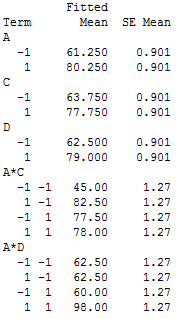 Fitted
Term Mean SE Mean
A
-1 61.250 0.901
1 80.250 0.901
C
-1 63.750 0.901
1 77.750 0.901
D
-1 62.500 0.901
1 79.000 0.901
A*C
-1 -1 45.00 1.27
1 -1 82.50 1.27
-1 1 77.50 1.27
1 1 78.00 1.27
A*D
-1 -1 62.50 1.27
1 -1 62.50 1.27
-1 1 60.00 1.27
1 1 98.00 1.27